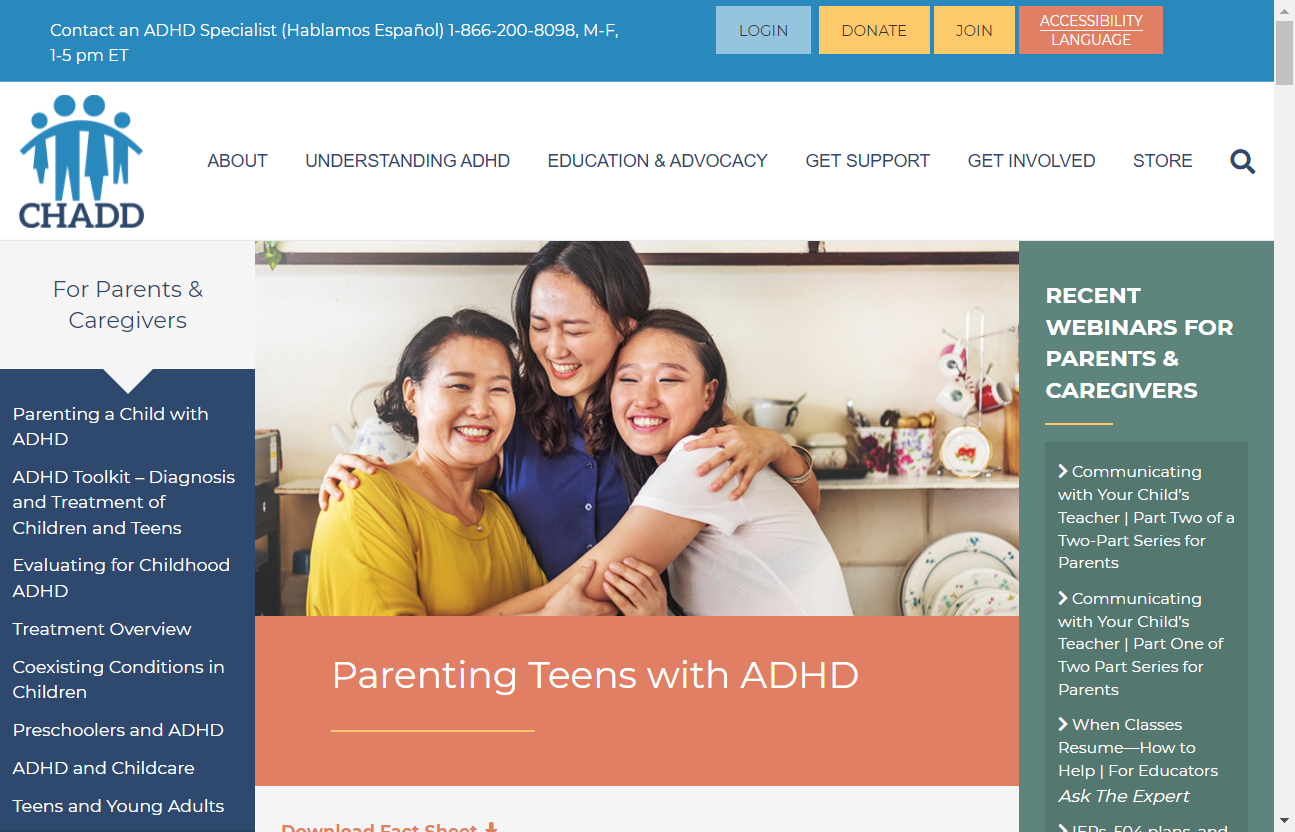 Contact an ADHD Specialist (Hablamos Español) 1-866-200-8098, M-F,
1-5 pm ET
LOGIN
DONATE
JOIN
ACCESSIBILITY
LANGUAGE
CHADD
ABOUT
UNDERSTANDING ADHD
EDUCATION & ADVOCACY
GET SUPPORT
GET INVOLVED
STORE
For Parents &
Caregivers
Parenting a Child with
ADHD
ADHD Toolkit – Diagnosis
and Treatment of
Children and Teens
Evaluating for Childhood
ADHD
Treatment Overview
Coexisting Conditions in
Children
Preschoolers and ADHD
ADHD and Childcare
Teens and Young Adults
Parenting Teens with ADHD
Download Fact Sheet
RECENT
WEBINARS FOR
PARENTS &
CAREGIVERS
Communicating
with Your Child's
Teacher | Part Two of a
Two-Part Series for
Parents
Communicating
with Your Child's
Teacher | Part One of
Two Part Series for
Parents
When Classes
Resume—How to
Help | For Educators
Ask The Expert
IEPs, 504 plans, and